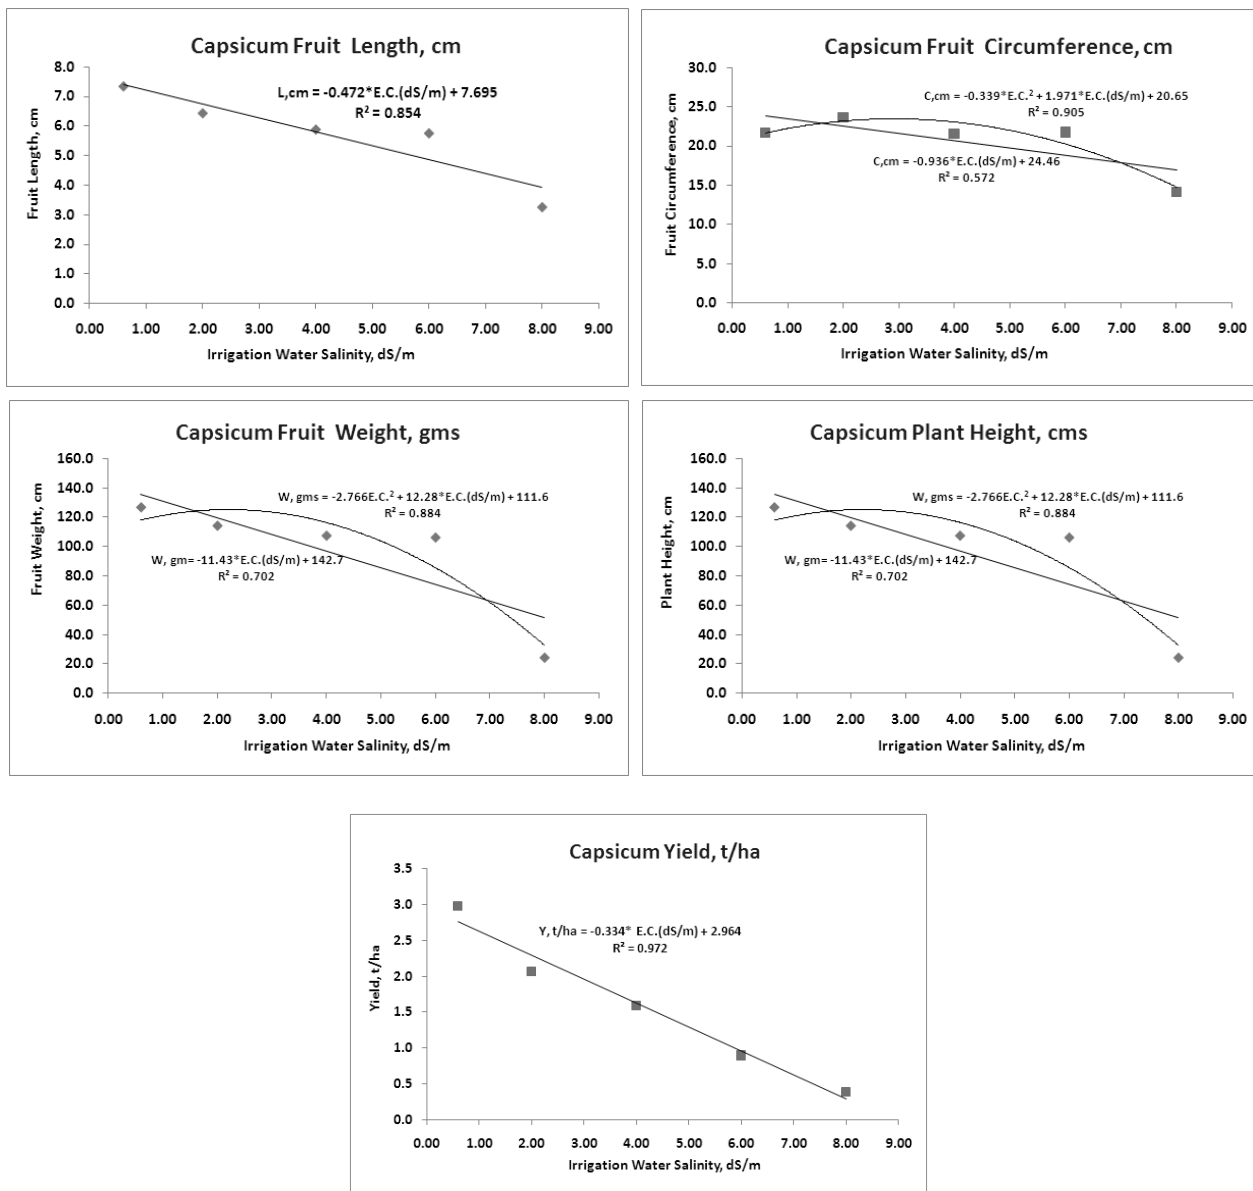 Capsicum Fruit Length, cm
8.0
7.0
6.0
5.0
4.0
3.0
2.0
1.0
0.0
Fruit Length, cm
L,cm = -0.472*E.C.(dS/m) + 7.695
R² = 0.854
0.00 1.00 2.00 3.00 4.00 5.00 6.00 7.00 8.00 9.00
Irrigation Water Salinity, dS/m
Capsicum Fruit Circumference, cm
30.0
25.0
20.0
15.0
10.0
5.0
0.0
Fruit Circumference, cm
C,cm = -0.339*E.C.² + 1.971*E.C.(dS/m) + 20.65
R² = 0.905
C,cm = -0.936*E.C.(dS/m) + 24.46
R² = 0.572
0.00 1.00 2.00 3.00 4.00 5.00 6.00 7.00 8.00 9.00
Irrigation Water Salinity, dS/m
Capsicum Fruit Weight, gms
160.0
140.0
120.0
100.0
80.0
60.0
40.0
20.0
0.0
Fruit Weight, cm
W, gms = -2.766E.C.² + 12.28*E.C.(dS/m) + 111.6
R² = 0.884
W, gm= -11.43*E.C.(dS/m) + 142.7
R² = 0.702
0.00 1.00 2.00 3.00 4.00 5.00 6.00 7.00 8.00 9.00
Irrigation Water Salinity, dS/m
Capsicum Plant Height, cms
160.0
140.0
120.0
100.0
80.0
60.0
40.0
20.0
0.0
Plant Height, cm
W, gms = -2.766E.C.² + 12.28*E.C.(dS/m) + 111.6
R² = 0.884
W, gm= -11.43*E.C.(dS/m) + 142.7
R² = 0.702
0.00 1.00 2.00 3.00 4.00 5.00 6.00 7.00 8.00 9.00
Irrigation Water Salinity, dS/m
Capsicum Yield, t/ha
3.5
3.0
2.5
2.0
1.5
1.0
0.5
0.0
Yield, t/ha
Y, t/ha = -0.334* E.C.(dS/m) + 2.964
R² = 0.972
0.00 1.00 2.00 3.00 4.00 5.00 6.00 7.00 8.00 9.00
Irrigation Water Salinity, dS/m